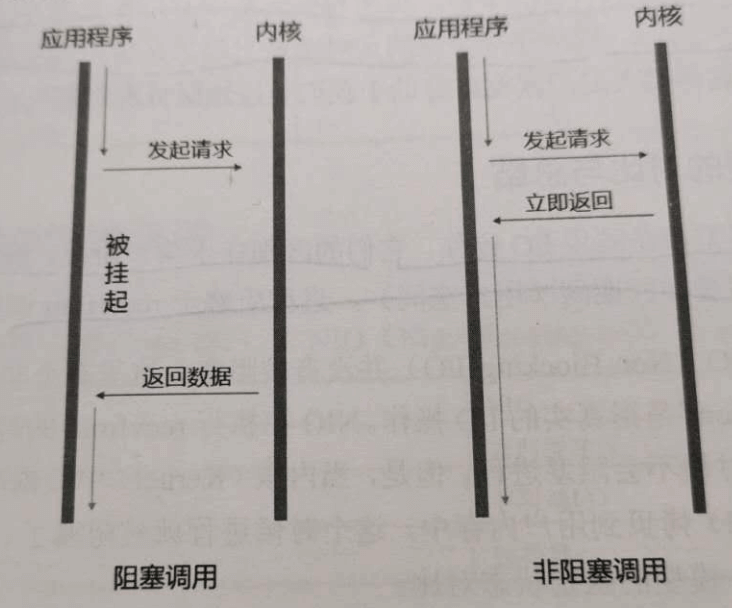 应用程序
内核
应用程序
内核
发起请求
被挂起
返回数据
阻塞调用
发起请求
立即返回
非阻塞调用